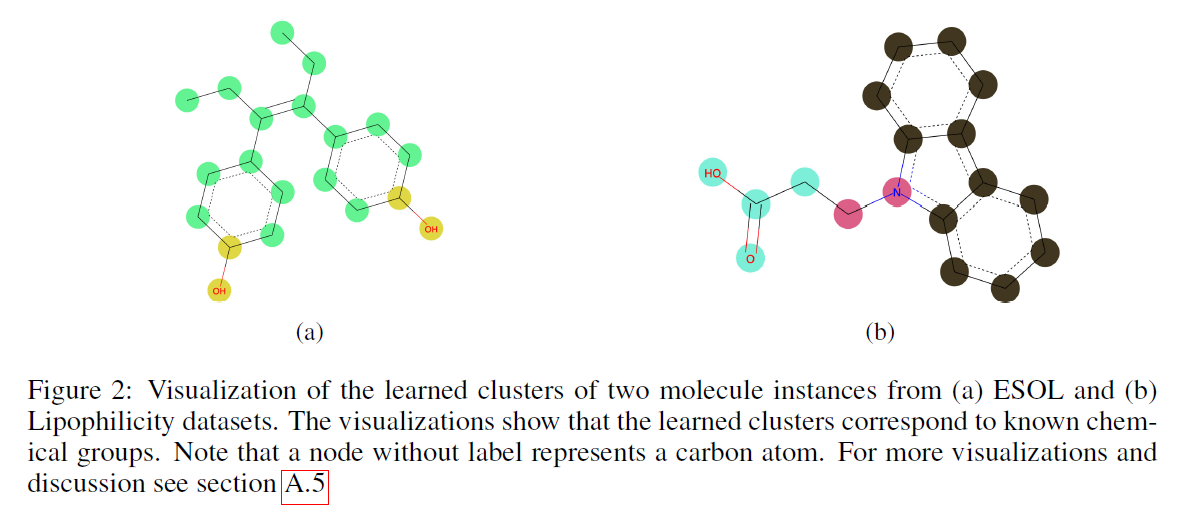 OH
OH
HO
N
O
(a)
(b)
Figure 2: Visualization of the learned clusters of two molecule instances from (a) ESOL and (b)
Lipophilicity datasets. The visualizations show that the learned clusters correspond to known chem-
ical groups. Note that a node without label represents a carbon atom. For more visualizations and
discussion see section A.5